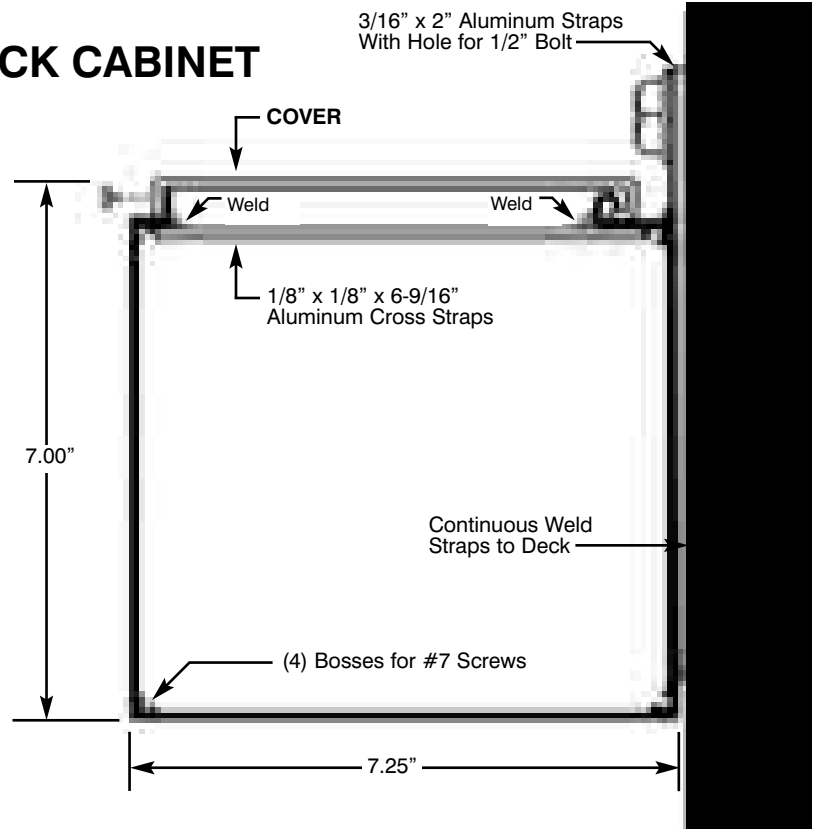 3/16” x 2” Aluminum Straps
With Hole for 1/2” Bolt
CK CABINET
COVER
Weld
Weld
1/8” x 1/8” x 6-9/16”
Aluminum Cross Straps
7.00”
Continuous Weld
Straps to Deck
(4) Bosses for #7 Screws
7.25”